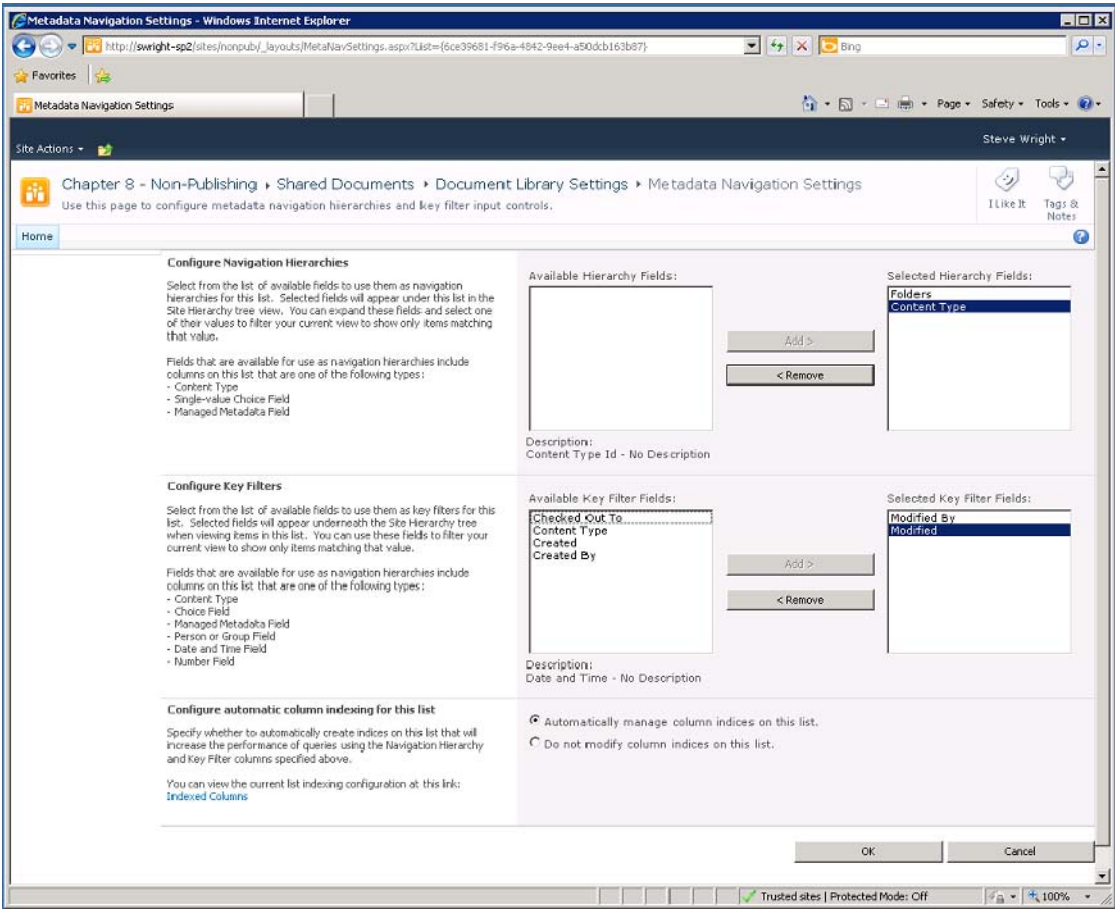 Metadata Navigation Settings - Windows Internet Explorer
http://swright-sp2/sites/nonpub/_layouts/MetaNavSettings.aspx?List={6ce39681-f96a-4842-9ee4-a50dcb163b87}
Bing
Favorites
Metadata Navigation Settings
Page Safety Tools
Steve Wright
Site Actions
Chapter 8 - Non-Publishing Shared Documents Document Library Settings Metadata Navigation Settings
Use this page to configure metadata navigation hierarchies and key filter input controls.
I Like It
Tags & Notes
Home
Configure Navigation Hierarchies
Select from the list of available fields to use them as navigation
hierarchies for this list. Selected fields will appear under this list in the
Site Hierarchy tree view. You can expand these fields and select one
of their values to filter your current view to show only items matching
that value.
Fields that are available for use as navigation hierarchies include
columns on this list that are one of the following types:
- Content Type
- Single-value Choice Field
- Managed Metadata Field
Available Hierarchy Fields:
Add >
< Remove
Selected Hierarchy Fields:
Folders
Content Type
Description:
Content Type Id - No Description
Configure Key Filters
Select from the list of available fields to use them as key filters for this
list. Selected fields will appear underneath the Site Hierarchy tree
when viewing items in this list. You can use these fields to filter your
current view to show only items matching that value.
Fields that are available for use as navigation hierarchies include
columns on this list that are one of the following types:
- Content Type
- Choice Field
- Managed Metadata Field
- Person or Group Field
- Date and Time Field
- Number Field
Available Key Filter Fields:
Checked Out To
Content Type
Created
Created By
Add >
< Remove
Selected Key Filter Fields:
Modified By
Modified
Description:
Date and Time - No Description
Configure automatic column indexing for this list
Specify whether to automatically create indices on this list that will
increase the performance of queries using the Navigation Hierarchy
and Key Filter columns specified above.
You can view the current list indexing configuration at this link:
Indexed Columns
Automatically manage column indices on this list.
Do not modify column indices on this list.
OK
Cancel
Trusted sites | Protected Mode: Off
100%